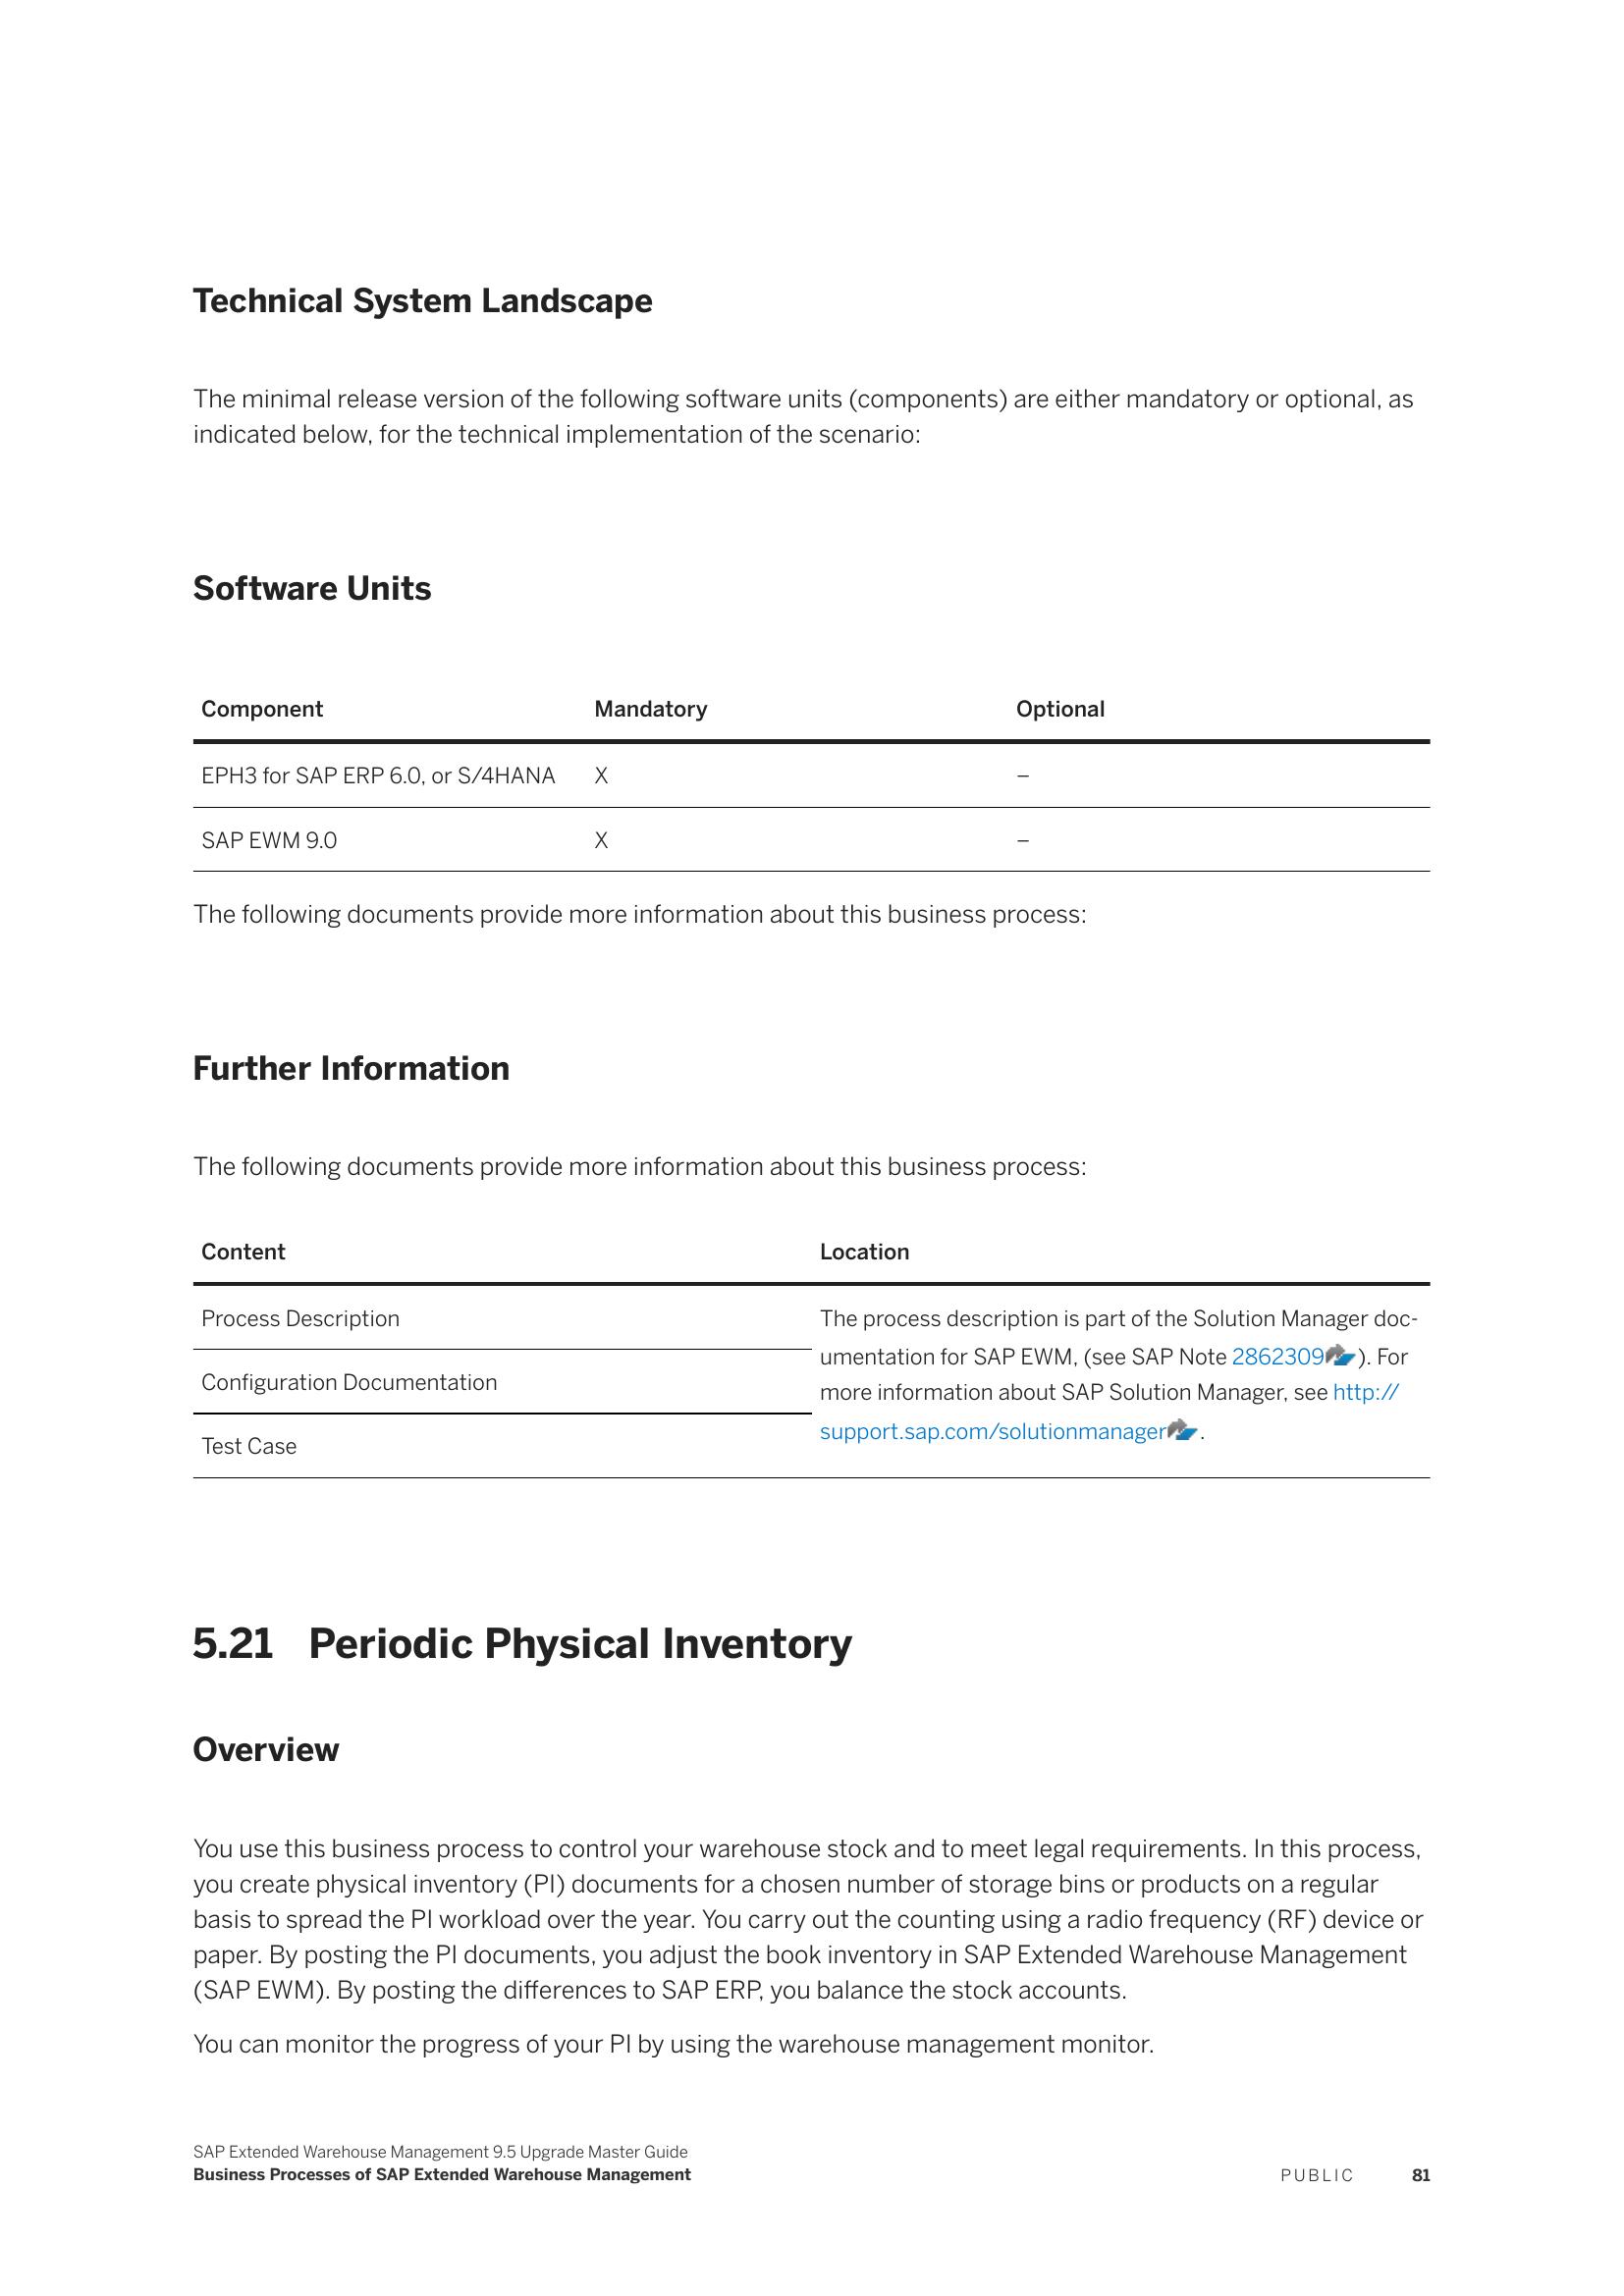 Technical System Landscape
The minimal release version of the following software units (components) are either mandatory or optional, as
indicated below, for the technical implementation of the scenario:
Software Units
Component Mandatory Optional
EPH3 for SAP ERP 6.0, or S/4HANA X –
SAP EWM 9.0 X –
The following documents provide more information about this business process:
Further Information
The following documents provide more information about this business process:
Content Location
Process Description
Configuration Documentation
Test Case
The process description is part of the Solution Manager doc-
umentation for SAP EWM, (see SAP Note 2862309). For
more information about SAP Solution Manager, see http://
support.sap.com/solutionmanager.
5.21 Periodic Physical Inventory
Overview
You use this business process to control your warehouse stock and to meet legal requirements. In this process,
you create physical inventory (PI) documents for a chosen number of storage bins or products on a regular
basis to spread the PI workload over the year. You carry out the counting using a radio frequency (RF) device or
paper. By posting the PI documents, you adjust the book inventory in SAP Extended Warehouse Management
(SAP EWM). By posting the differences to SAP ERP, you balance the stock accounts.
You can monitor the progress of your PI by using the warehouse management monitor.
SAP Extended Warehouse Management 9.5 Upgrade Master Guide
Business Processes of SAP Extended Warehouse Management
PUBLIC 81